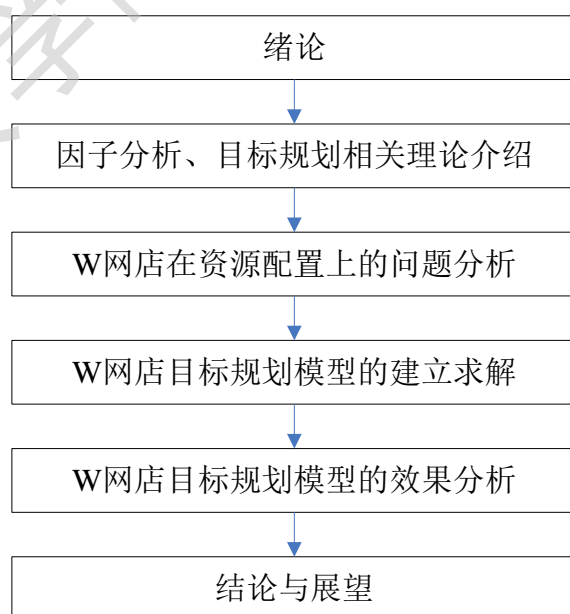 绪论
因子分析、目标规划相关理论介绍
W网店在资源配置上的问题分析
W网店目标规划模型的建立求解
W网店目标规划模型的效果分析
结论与展望